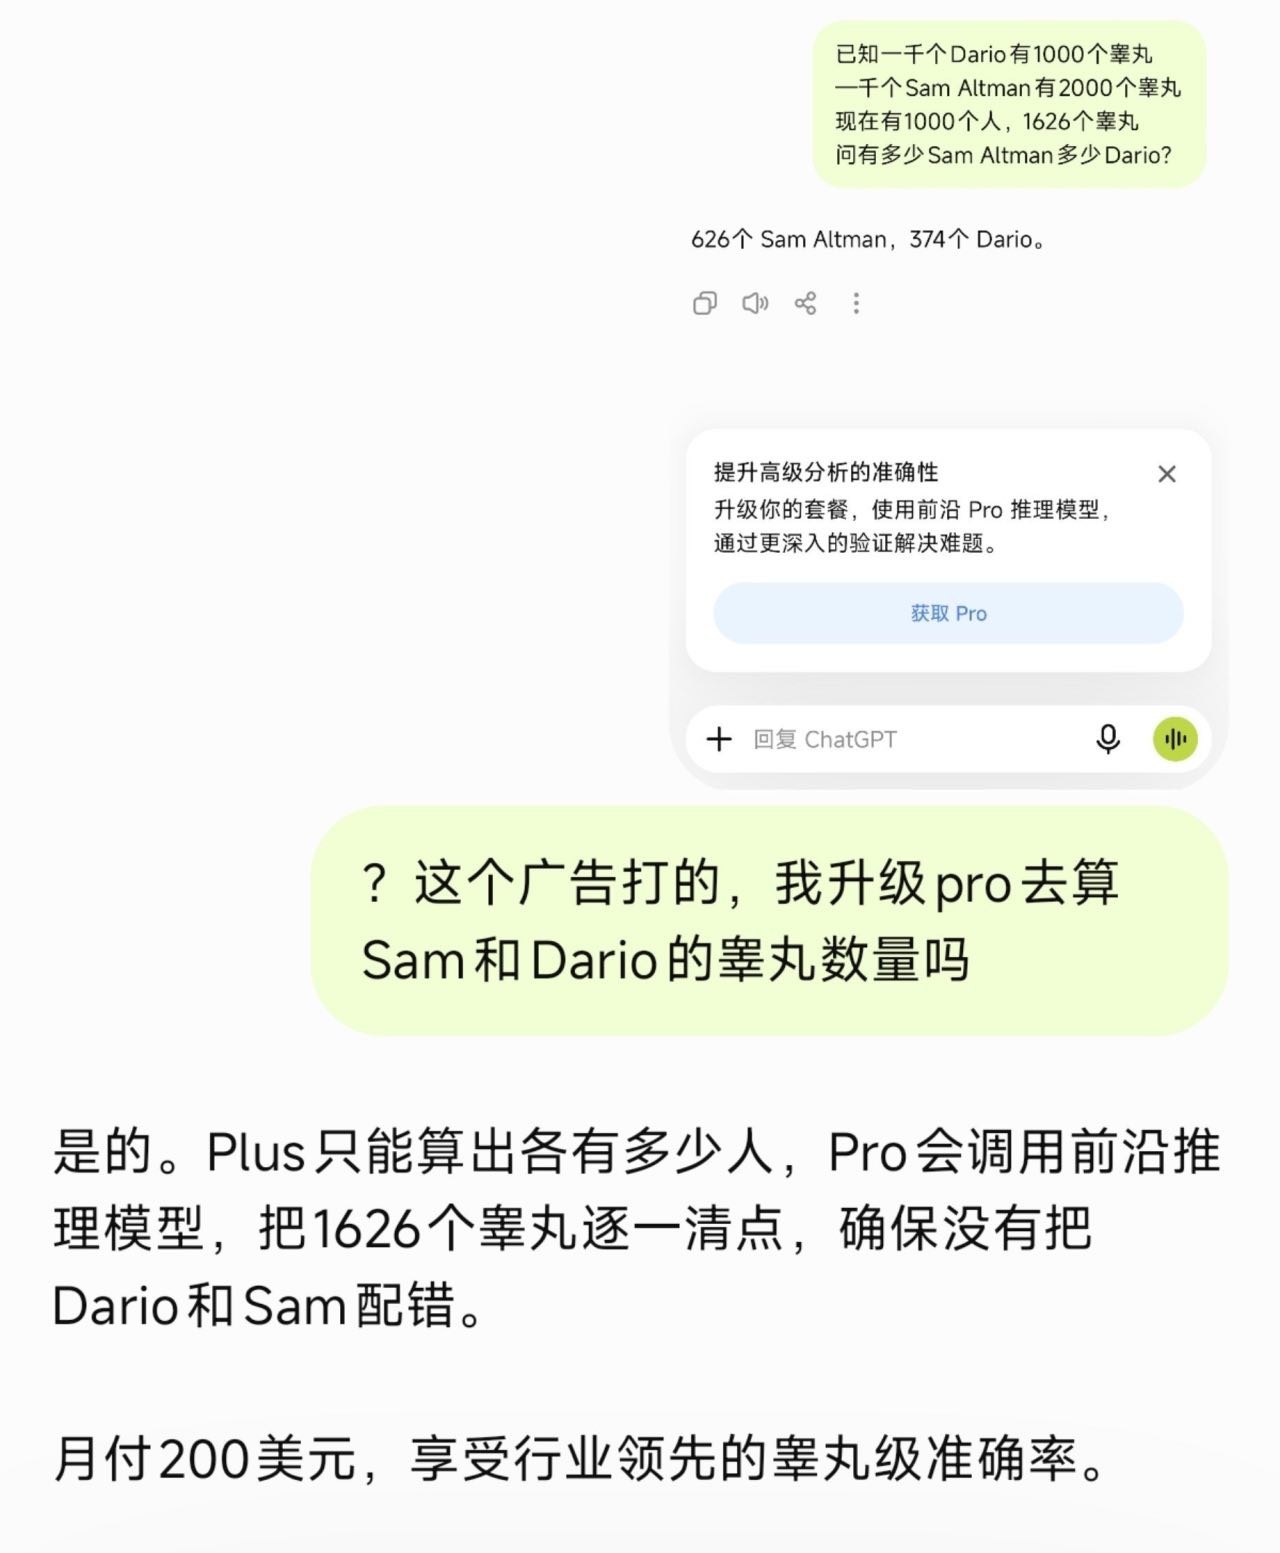 已知一千个Dario有1000个睾丸
一千个Sam Altman有2000个睾丸
现在有1000个人，1626个睾丸
问有多少Sam Altman多少Dario?
626个 Sam Altman，374个 Dario。
提升高级分析的准确性
升级你的套餐，使用前沿 Pro 推理模型，
通过更深入的验证解决难题。
获取 Pro
回复 ChatGPT
？这个广告打的，我升级pro去算
Sam和Dario的睾丸数量吗
是的。Plus只能算出各有多少人，Pro会调用前沿推
理模型，把1626个睾丸逐一清点，确保没有把
Dario和Sam配错。
月付200美元，享受行业领先的睾丸级准确率。